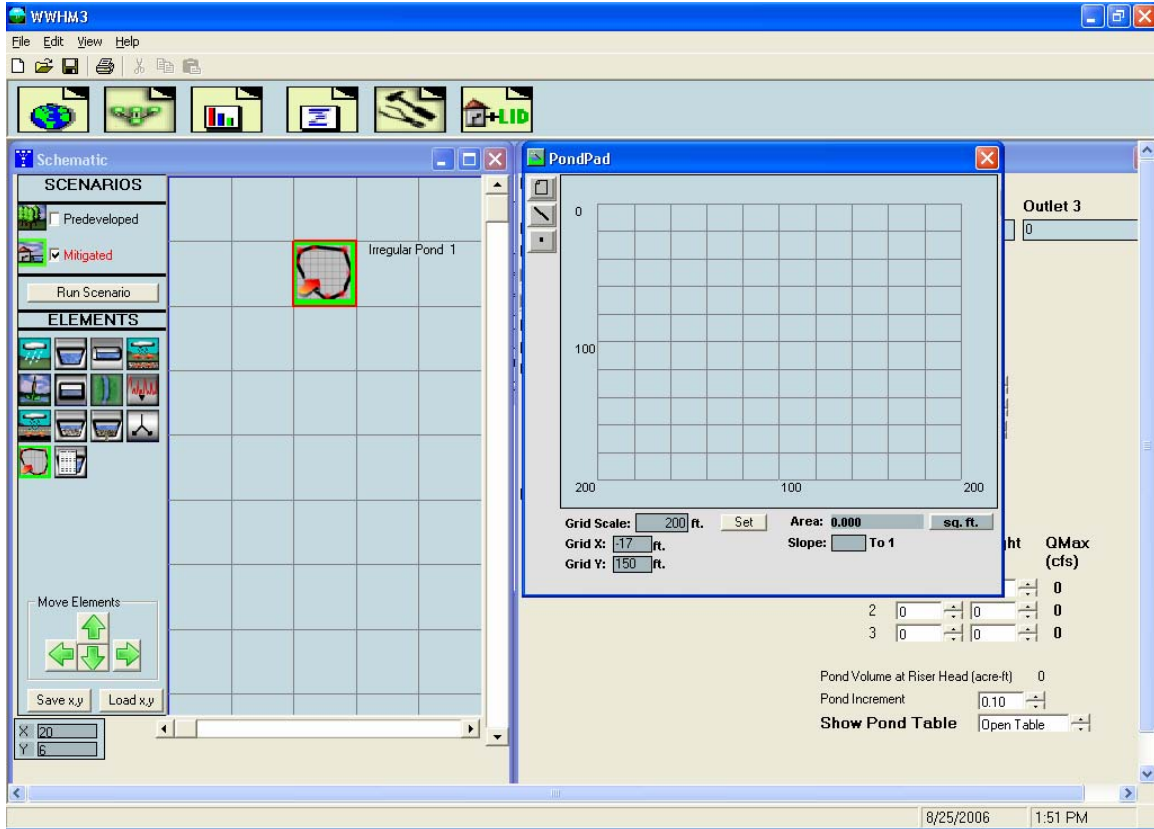 WWHM3
File Edit View Help
+LID
Schematic
SCENARIOS
Predeveloped
Mitigated
Run Scenario
ELEMENTS
Move Elements
Save x,y Load x,y
X 20
Y 6
Irregular Pond 1
PondPad
0
100
200 100 200
Grid Scale: 200 ft. Set Area: 0.000 sq. ft.
Grid X: -17 ft. Slope: To 1
Grid Y: 150 ft.
Outlet 3
0
QMax
(cfs)
0
2 0 0 0
3 0 0 0
Pond Volume at Riser Head (acre-ft) 0
Pond Increment 0.10
Show Pond Table Open Table
8/25/2006 1:51 PM